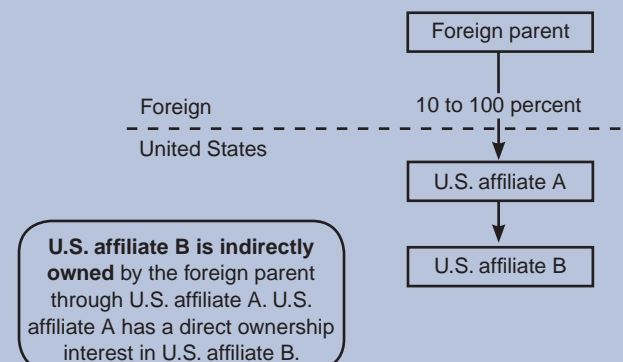 Foreign parent
Foreign
10 to 100 percent
United States
U.S. affiliate A
U.S. affiliate B is indirectly
owned by the foreign parent
through U.S. affiliate A. U.S.
affiliate A has a direct ownership
interest in U.S. affiliate B.
U.S. affiliate B